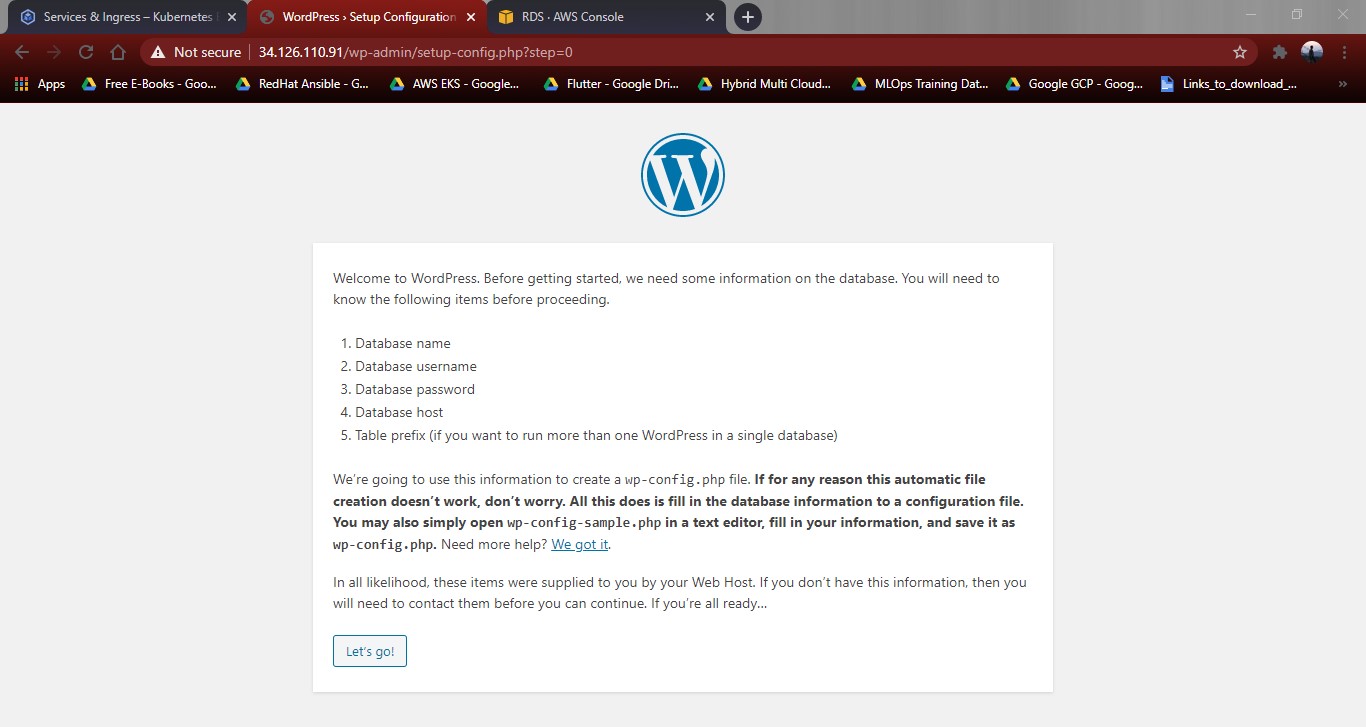 Services & Ingress – Kubernetes
WordPress › Setup Configuration
RDS · AWS Console
Not secure
34.126.110.91/wp-admin/setup-config.php?step=0
Apps
Free E-Books - Goo...
RedHat Ansible - G...
AWS EKS - Google...
Flutter - Google Dri...
Hybrid Multi Cloud...
MLOps Training Dat...
Google GCP - Goog...
Links_to_download_...
Welcome to WordPress. Before getting started, we need some information on the database. You will need to
know the following items before proceeding.
1. Database name
2. Database username
3. Database password
4. Database host
5. Table prefix (if you want to run more than one WordPress in a single database)
We’re going to use this information to create a wp-config.php file. If for any reason this automatic file
creation doesn’t work, don’t worry. All this does is fill in the database information to a configuration file.
You may also simply open wp-config-sample.php in a text editor, fill in your information, and save it as
wp-config.php. Need more help? We got it.
In all likelihood, these items were supplied to you by your Web Host. If you don’t have this information, then you
will need to contact them before you can continue. If you’re all ready…
Let’s go!